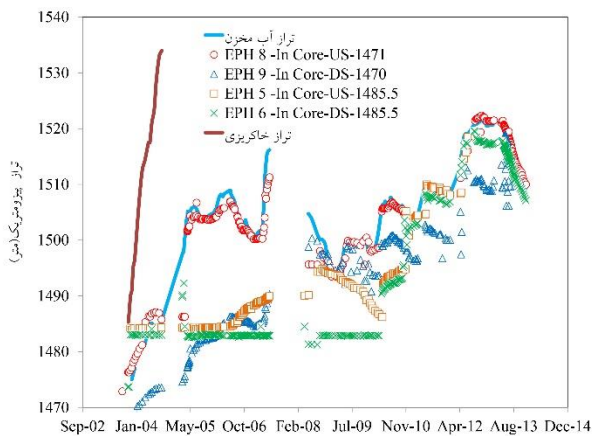 1540
1530
1520
1510
1500
1490
1480
1470
تراز پیزومتریک(متر)
تراز آب مخزن
EPH 8 -In Core-US-1471
EPH 9 -In Core-DS-1470
EPH 5 -In Core-US-1485.5
EPH 6 -In Core-DS-1485.5
تراز خاکریزی
Sep-02 Jan-04 May-05 Oct-06 Feb-08 Jul-09 Nov-10 Apr-12 Aug-13 Dec-14